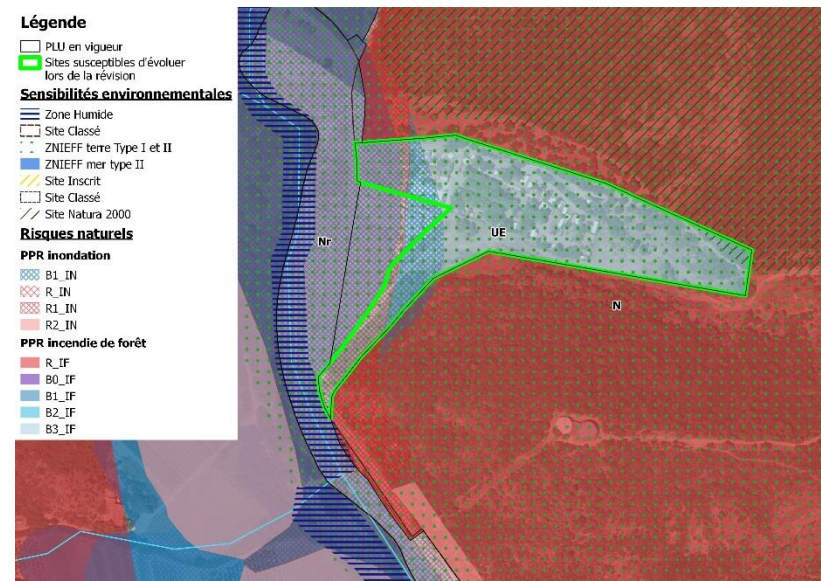 Légende
PLU en vigueur
Sites susceptibles d'évoluer
lors de la révision
Sensibilités environnementales
Zone Humide
Site Classé
ZNIEFF terre Type I et II
ZNIEFF mer type II
Site Inscrit
Site Classé
Site Natura 2000
Risques naturels
PPR inondation
B1_IN
R_IN
R1_IN
R2_IN
PPR incendie de forêt
R_IF
B0_IF
B1_IF
B2_IF
B3_IF
Nr
UE
N